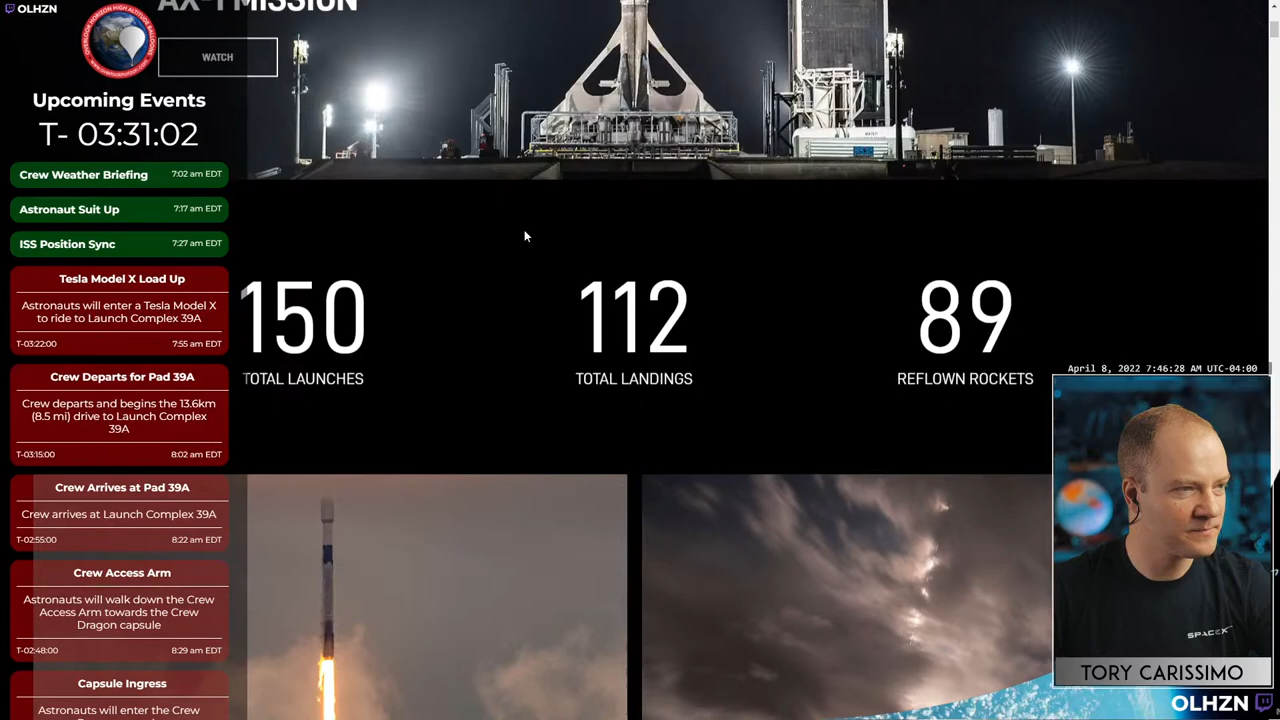 OLHZN
AX-1 MISSION
OVERLOOK HORIZON HIGH ALTITUDE BALLOONS
WATCH
Upcoming Events
T- 03:31:02
Crew Weather Briefing 7:02 am EDT
Astronaut Suit Up 7:17 am EDT
ISS Position Sync 7:27 am EDT
Tesla Model X Load Up
Astronauts will enter a Tesla Model X
to ride to Launch Complex 39A
T-03:22:00 7:55 am EDT
Crew Departs for Pad 39A
Crew departs and begins the 13.6km
(8.5 mi) drive to Launch Complex
39A
T-03:15:00 8:02 am EDT
Crew Arrives at Pad 39A
Crew arrives at Launch Complex 39A
T-02:55:00 8:22 am EDT
Crew Access Arm
Astronauts will walk down the Crew
Access Arm towards the Crew
Dragon capsule
T-02:48:00 8:29 am EDT
Capsule Ingress
Astronauts will enter the Crew
150
TOTAL LAUNCHES
112
TOTAL LANDINGS
89
REFLOWN ROCKETS
April 8, 2022 7:46:28 AM UTC-04:00
SPACEX
TORY CARISSIMO
OLHZN